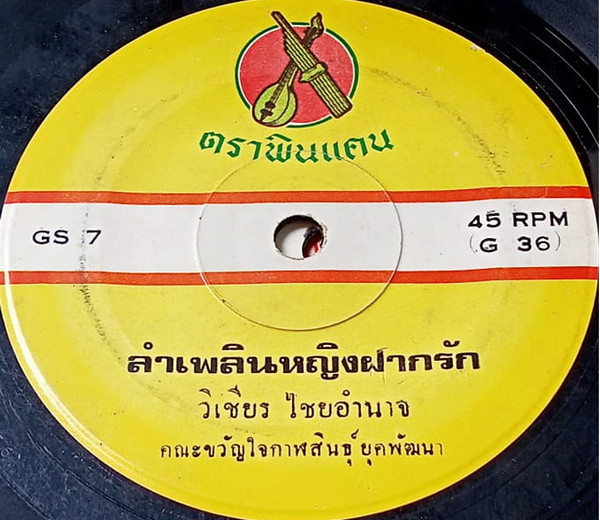 ตราพินแคน
GS 7
45 RPM
(G 36)
ลำเพลินหญิงฝากรัก
วิเชียร ไชยอำนาจ
คณะขวัญใจกาฬสินธุ์ ยุคพัฒนา